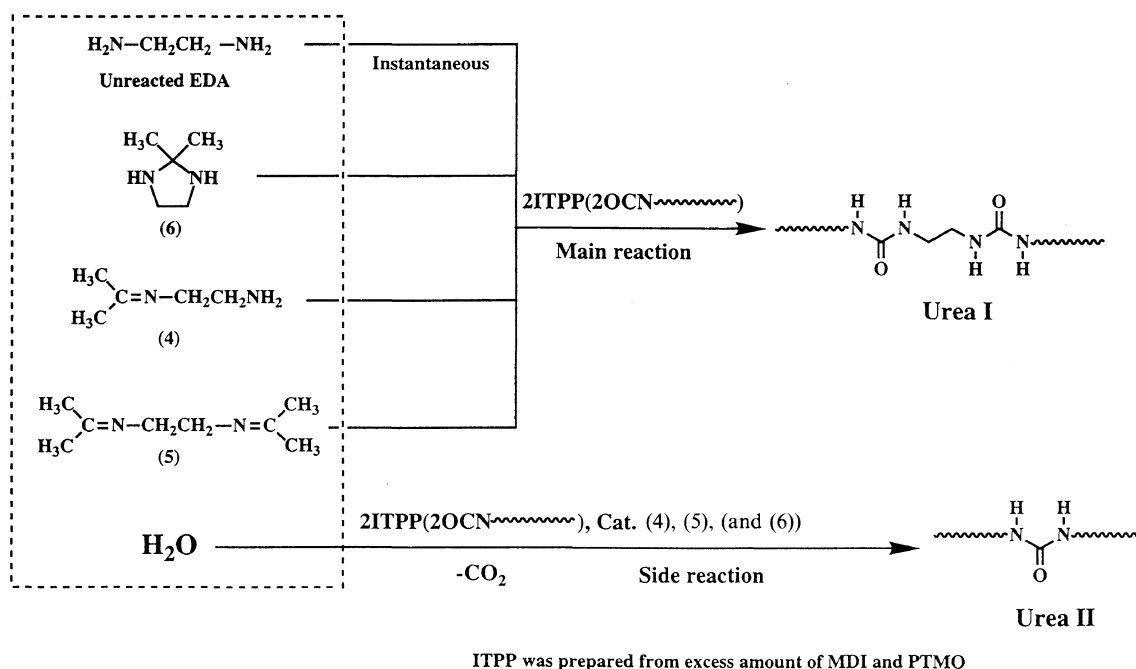 H₂N–CH₂CH₂ –NH₂
Unreacted EDA
Instantaneous
H₃C CH₃
HN NH
(6)
2ITPP(2OCN )
Main reaction
H H O
N N N N
O H H
Urea I
H₃C
C=N–CH₂CH₂NH₂
H₃C
(4)
H₃C CH₃
C=N–CH₂CH₂–N=C
H₃C CH₃
(5)
2ITPP(2OCN ), Cat. (4), (5), (and (6))
H₂O
-CO₂ Side reaction
H H
N N
O
Urea II
ITPP was prepared from excess amount of MDI and PTMO